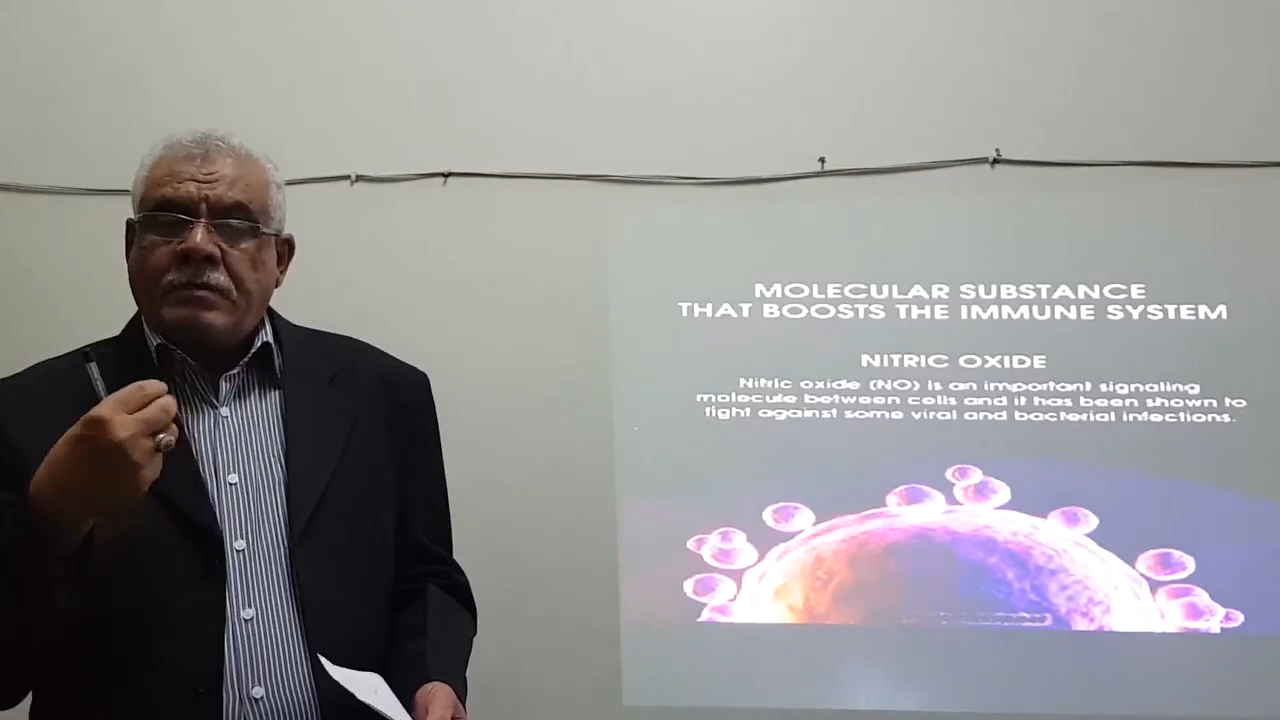 MOLECULAR SUBSTANCE
THAT BOOSTS THE IMMUNE SYSTEM
NITRIC OXIDE
Nitric oxide (NO) is an important signaling
molecule between cells and it has been shown to
fight against some viral and bacterial infections.